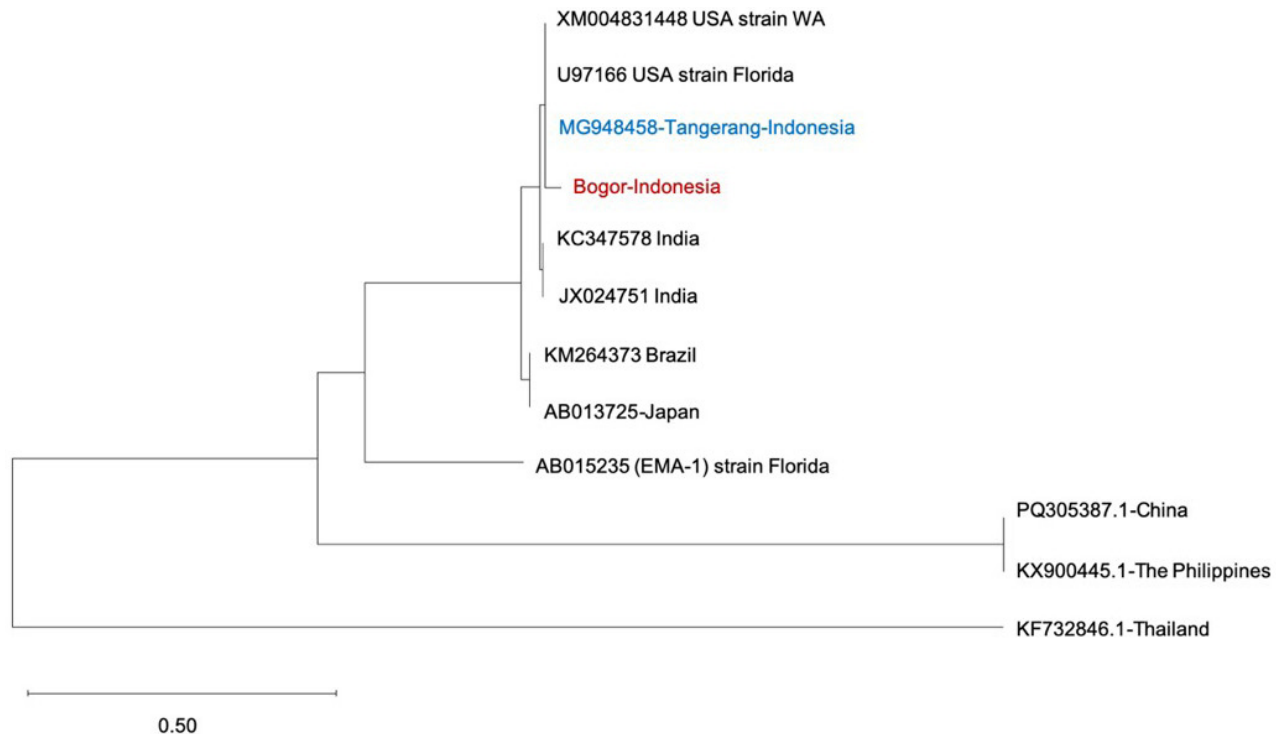 XM004831448 USA strain WA
U97166 USA strain Florida
MG948458-Tangerang-Indonesia
Bogor-Indonesia
KC347578 India
JX024751 India
KM264373 Brazil
AB013725-Japan
AB015235 (EMA-1) strain Florida
PQ305387.1-China
KX900445.1-The Philippines
KF732846.1-Thailand
0.50